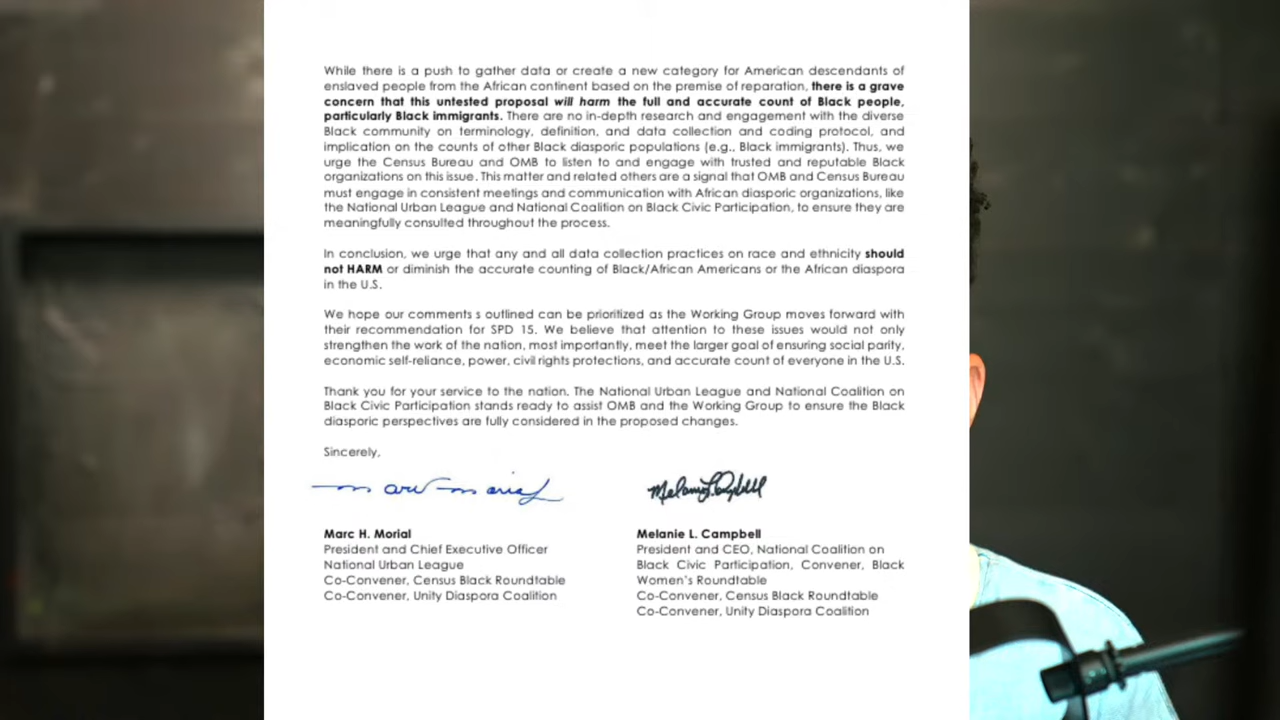 While there is a push to gather data or create a new category for American descendants of
enslaved people from the African continent based on the premise of reparation, there is a grave
concern that this untested proposal will harm the full and accurate count of Black people,
particularly Black immigrants. There are no in-depth research and engagement with the diverse
Black community on terminology, definition, and data collection and coding protocol, and
implication on the counts of other Black diasporic populations (e.g., Black immigrants). Thus, we
urge the Census Bureau and OMB to listen to and engage with trusted and reputable Black
organizations on this issue. This matter and related others are a signal that OMB and Census Bureau
must engage in consistent meetings and communication with African diasporic organizations, like
the National Urban League and National Coalition on Black Civic Participation, to ensure they are
meaningfully consulted throughout the process.
In conclusion, we urge that any and all data collection practices on race and ethnicity should
not HARM or diminish the accurate counting of Black/African Americans or the African diaspora
in the U.S.
We hope our comments s outlined can be prioritized as the Working Group moves forward with
their recommendation for SPD 15. We believe that attention to these issues would not only
strengthen the work of the nation, most importantly, meet the larger goal of ensuring social parity,
economic self-reliance, power, civil rights protections, and accurate count of everyone in the U.S.
Thank you for your service to the nation. The National Urban League and National Coalition on
Black Civic Participation stands ready to assist OMB and the Working Group to ensure the Black
diasporic perspectives are fully considered in the proposed changes.
Sincerely,
Marc Morial
Melanie L. Campbell
Marc H. Morial
President and Chief Executive Officer
National Urban League
Co-Convener, Census Black Roundtable
Co-Convener, Unity Diaspora Coalition
Melanie L. Campbell
President and CEO, National Coalition on
Black Civic Participation, Convener, Black
Women's Roundtable
Co-Convener, Census Black Roundtable
Co-Convener, Unity Diaspora Coalition